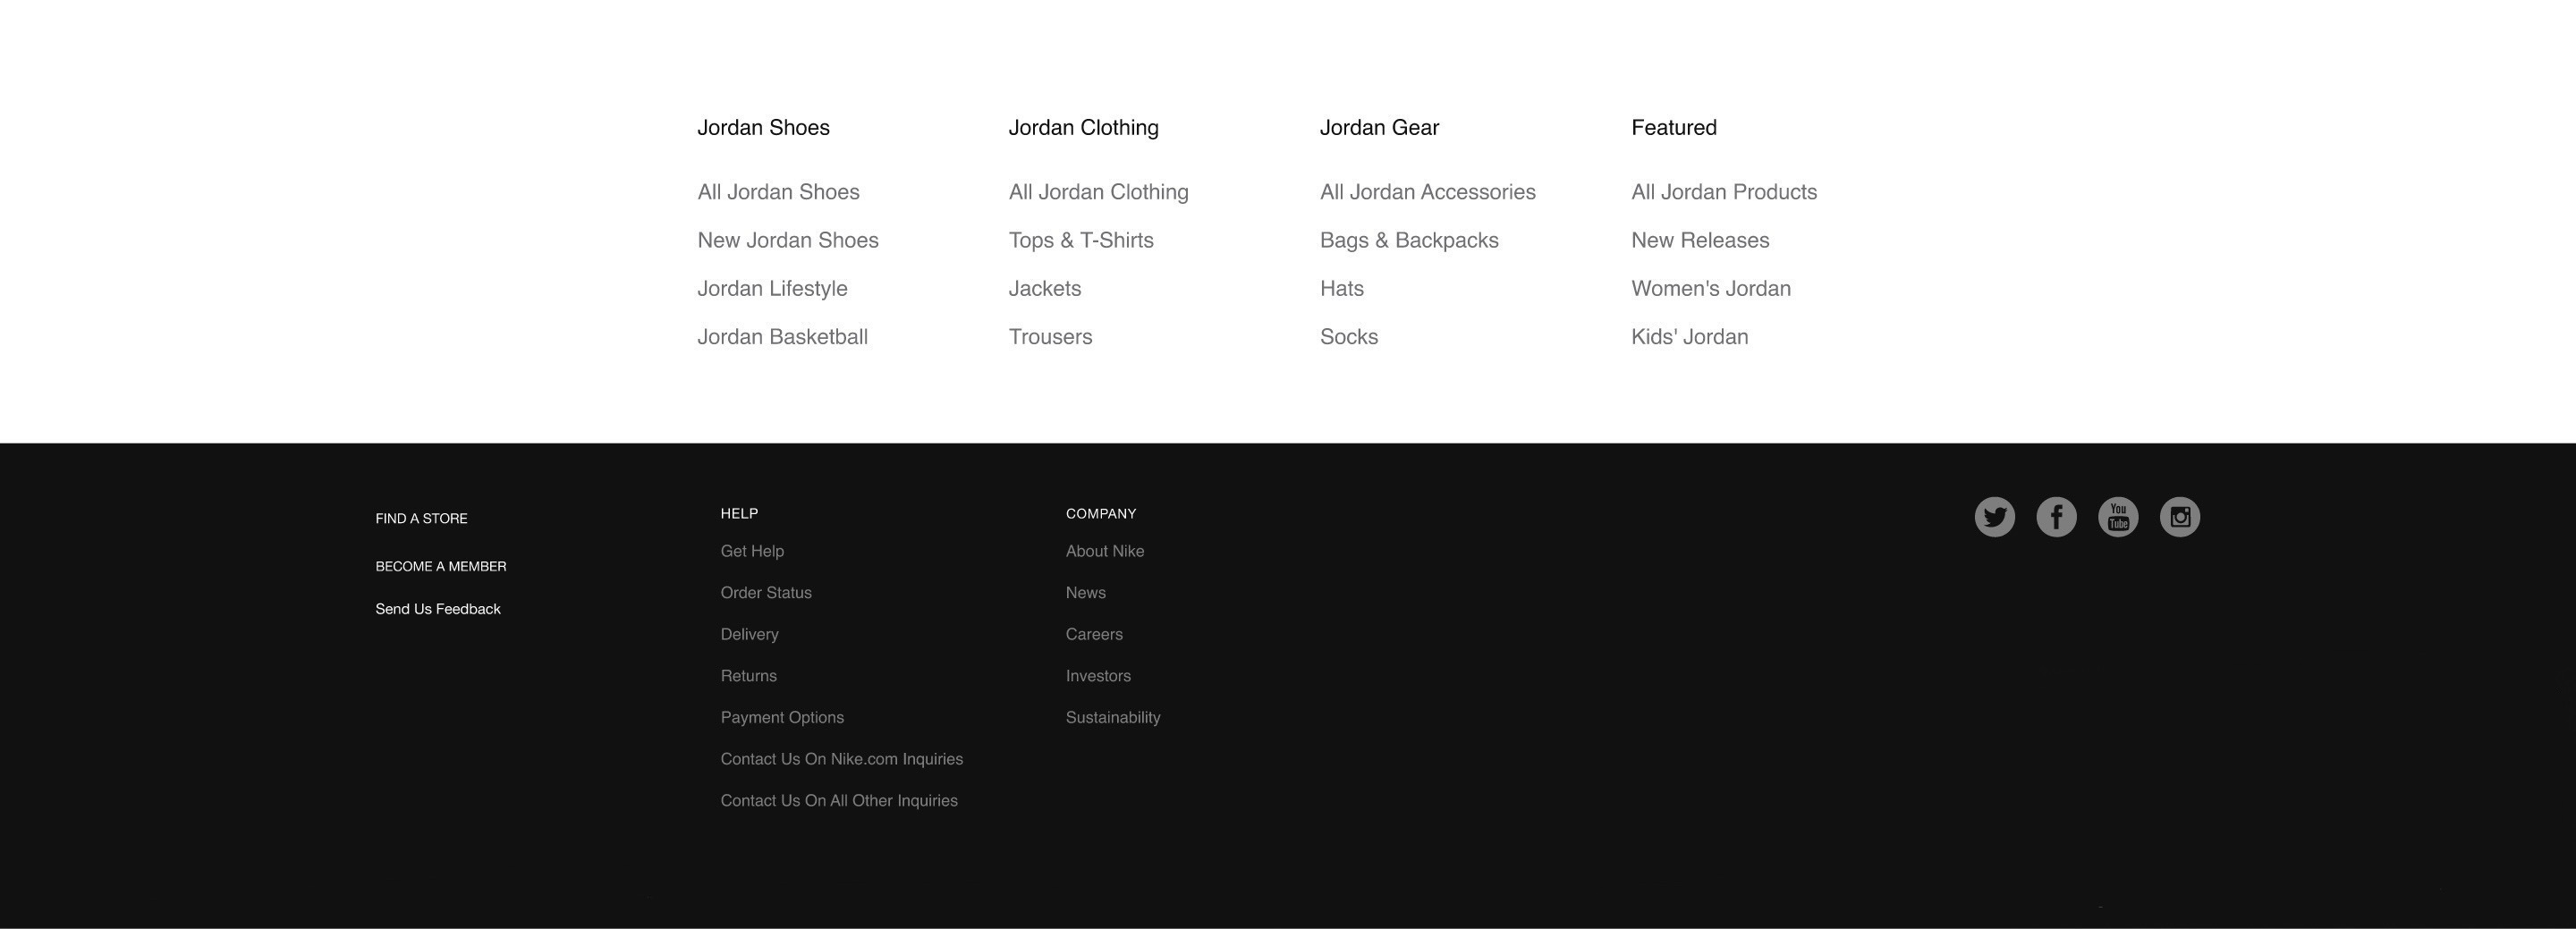 Jordan Shoes
All Jordan Shoes
New Jordan Shoes
Jordan Lifestyle
Jordan Basketball
Jordan Clothing
All Jordan Clothing
Tops & T-Shirts
Jackets
Trousers
Jordan Gear
All Jordan Accessories
Bags & Backpacks
Hats
Socks
Featured
All Jordan Products
New Releases
Women's Jordan
Kids' Jordan
FIND A STORE
BECOME A MEMBER
Send Us Feedback
HELP
Get Help
Order Status
Delivery
Returns
Payment Options
Contact Us On Nike.com Inquiries
Contact Us On All Other Inquiries
COMPANY
About Nike
News
Careers
Investors
Sustainability
You
Tube